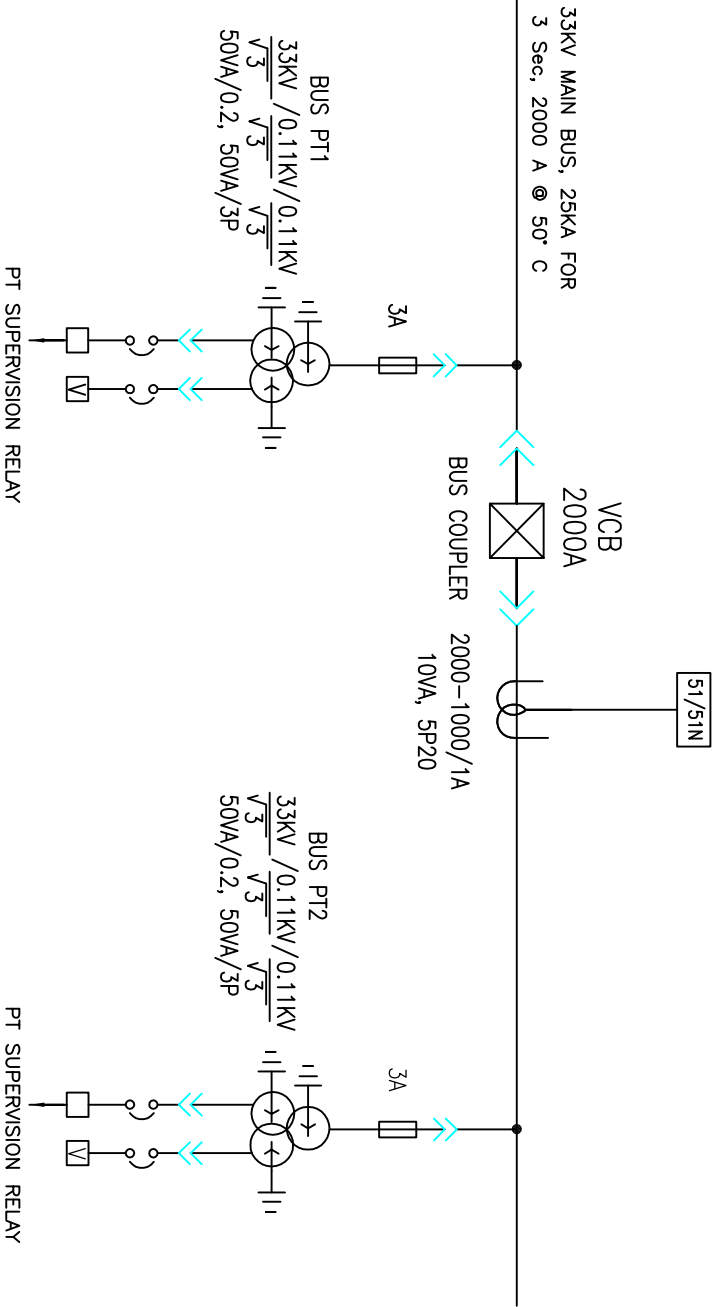 51/51N
VCB
2000A
33KV MAIN BUS, 25KA FOR
3 Sec, 2000 A @ 50° C
BUS COUPLER
2000-1000/1A
10VA, 5P20
3A
3A
BUS PT1
33KV /0.11KV/0.11KV
√3 √3 √3
50VA/0.2, 50VA/3P
BUS PT2
33KV /0.11KV/0.11KV
√3 √3 √3
50VA/0.2, 50VA/3P
V
V
PT SUPERVISION RELAY
PT SUPERVISION RELAY